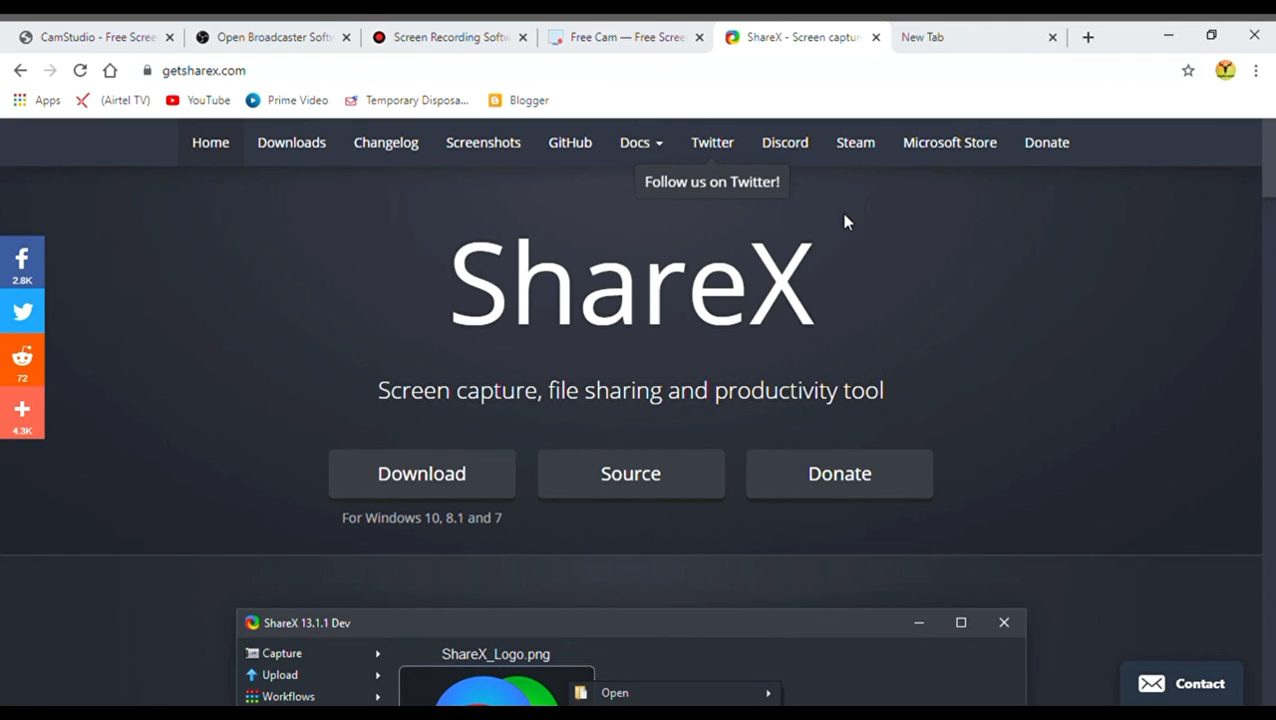 CamStudio - Free Scree
Open Broadcaster Softw
Screen Recording Softw
Free Cam — Free Scree
ShareX - Screen captur
New Tab
getsharex.com
Apps
(Airtel TV)
YouTube
Prime Video
Temporary Disposa...
Blogger
Home
Downloads
Changelog
Screenshots
GitHub
Docs
Twitter
Discord
Steam
Microsoft Store
Donate
Follow us on Twitter!
2.8K
72
4.3K
ShareX
Screen capture, file sharing and productivity tool
Download
Source
Donate
For Windows 10, 8.1 and 7
ShareX 13.1.1 Dev
Capture
Upload
Workflows
ShareX_Logo.png
Open
Contact